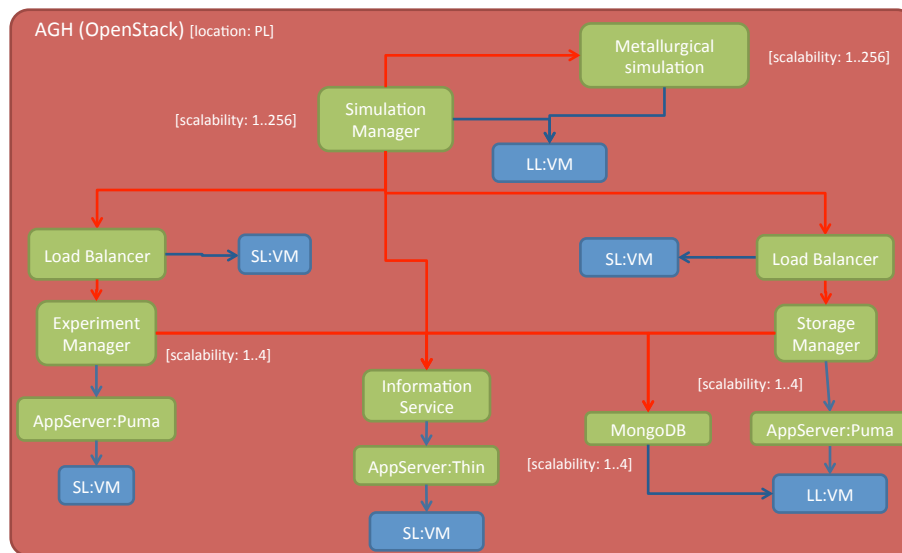 AGH (OpenStack) [location: PL]
Metallurgical
simulation
[scalability: 1..256]
Simulation
Manager
[scalability: 1..256]
LL:VM
Load Balancer
SL:VM
SL:VM
Load Balancer
Experiment
Manager
[scalability: 1..4]
Storage
Manager
[scalability: 1..4]
Information
Service
AppServer:Puma
MongoDB
AppServer:Puma
[scalability: 1..4]
AppServer:Thin
SL:VM
LL:VM
SL:VM